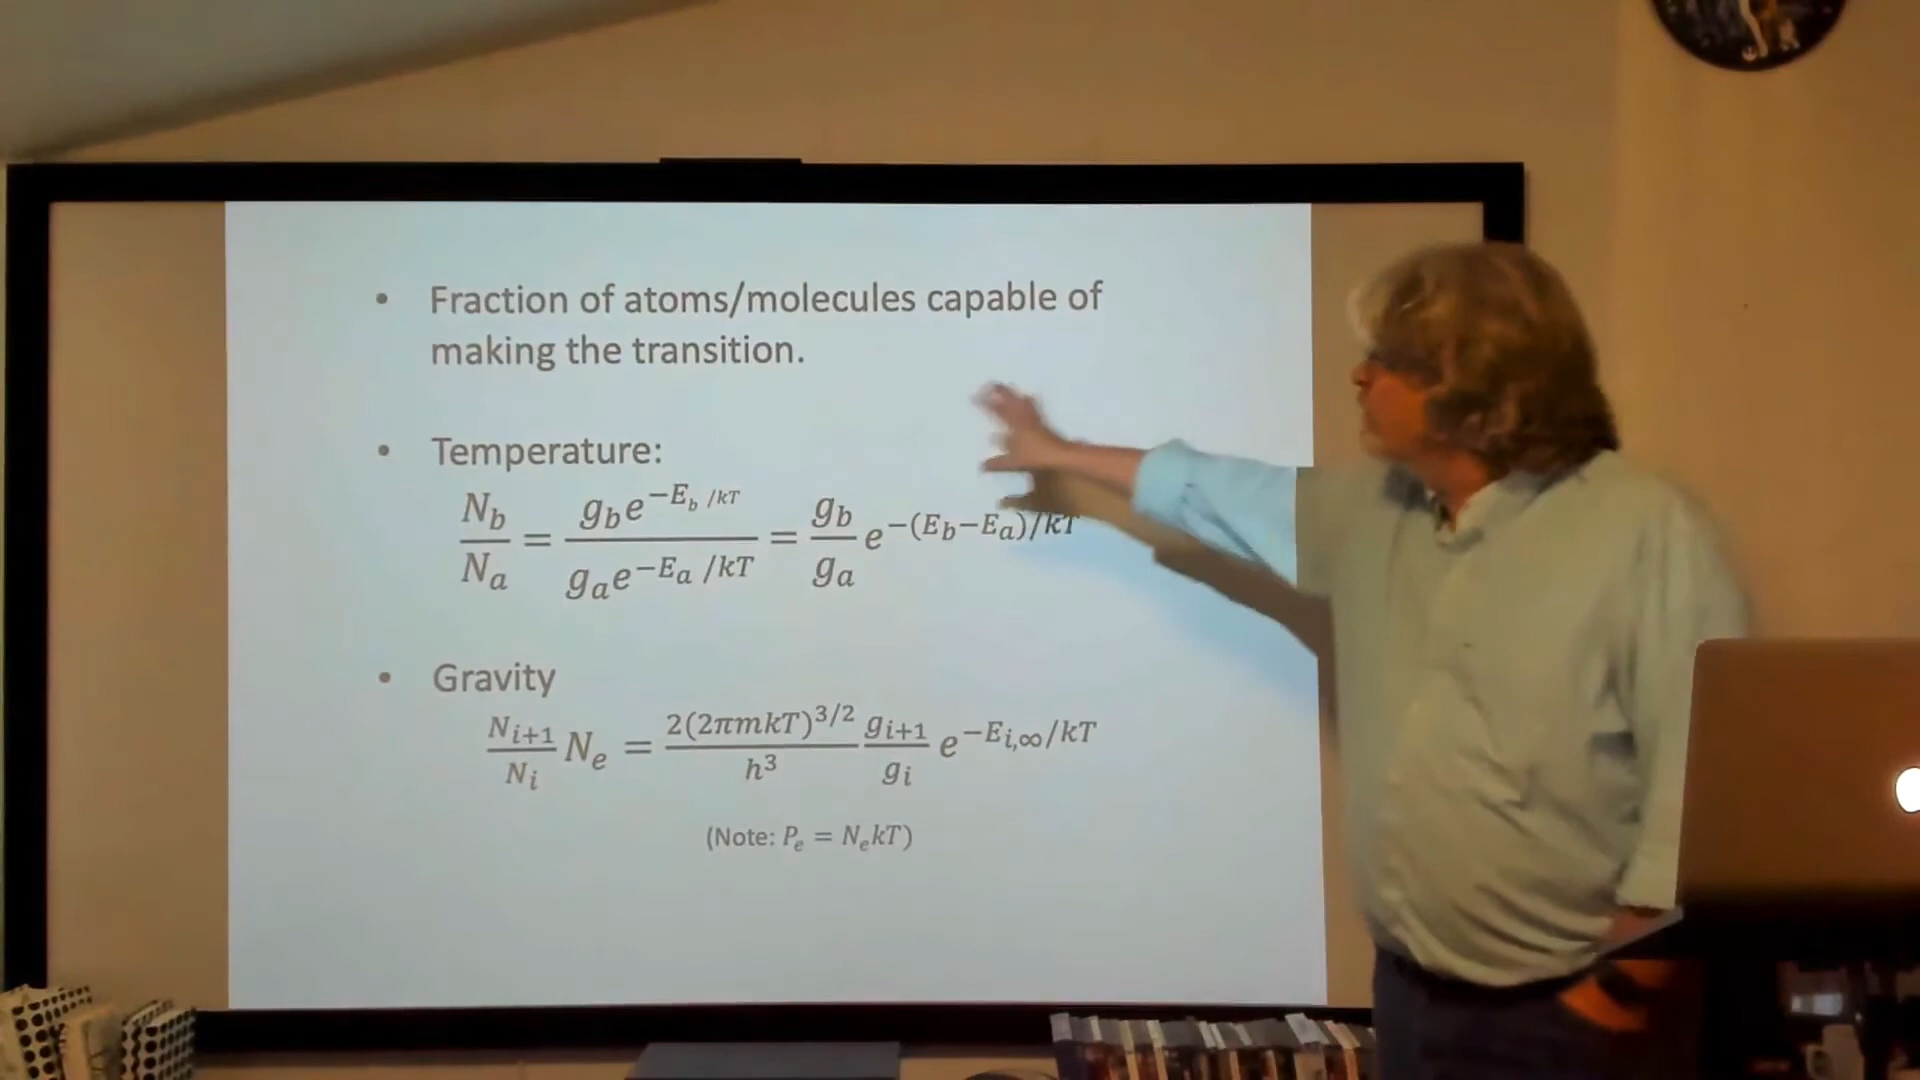 • Fraction of atoms/molecules capable of
making the transition.
• Temperature:
N_b/N_a = g_b e^{-E_b /kT} / g_a e^{-E_a /kT} = g_b/g_a e^{-(E_b-E_a)/kT}
• Gravity
N_{i+1}/N_i N_e = 2(2πmkT)^{3/2}/h^3 g_{i+1}/g_i e^{-E_{i,∞}/kT}
(Note: P_e = N_e kT)